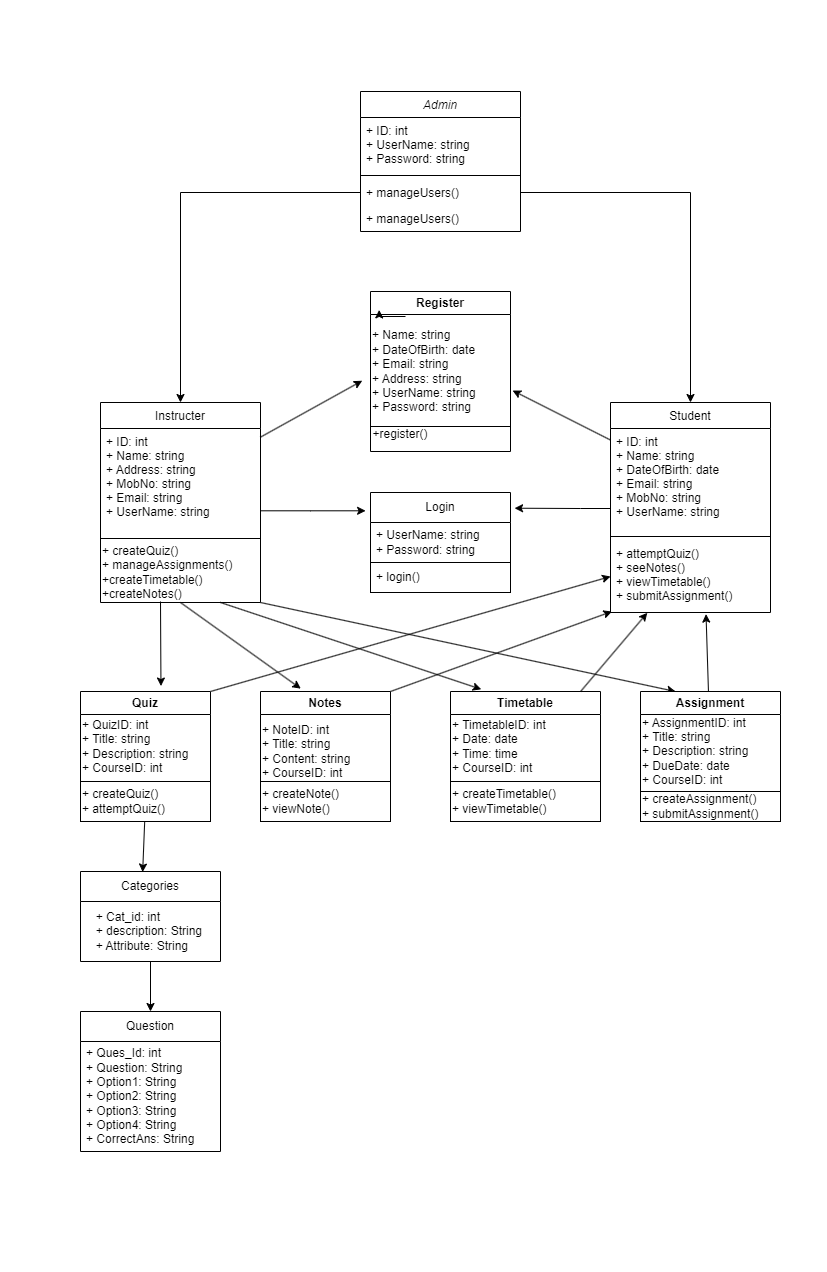 Admin
+ ID: int
+ UserName: string
+ Password: string
+ manageUsers()
+ manageUsers()
Register
+ Name: string
+ DateOfBirth: date
+ Email: string
+ Address: string
+ UserName: string
+ Password: string
+register()
Instructer
+ ID: int
+ Name: string
+ Address: string
+ MobNo: string
+ Email: string
+ UserName: string
+ createQuiz()
+ manageAssignments()
+createTimetable()
+createNotes()
Login
+ UserName: string
+ Password: string
+ login()
Student
+ ID: int
+ Name: string
+ DateOfBirth: date
+ Email: string
+ MobNo: string
+ UserName: string
+ attemptQuiz()
+ seeNotes()
+ viewTimetable()
+ submitAssignment()
Quiz
+ QuizID: int
+ Title: string
+ Description: string
+ CourseID: int
+ createQuiz()
+ attemptQuiz()
Notes
+ NoteID: int
+ Title: string
+ Content: string
+ CourseID: int
+ createNote()
+ viewNote()
Timetable
+ TimetableID: int
+ Date: date
+ Time: time
+ CourseID: int
+ createTimetable()
+ viewTimetable()
Assignment
+ AssignmentID: int
+ Title: string
+ Description: string
+ DueDate: date
+ CourseID: int
+ createAssignment()
+ submitAssignment()
Categories
+ Cat_id: int
+ description: String
+ Attribute: String
Question
+ Ques_Id: int
+ Question: String
+ Option1: String
+ Option2: String
+ Option3: String
+ Option4: String
+ CorrectAns: String